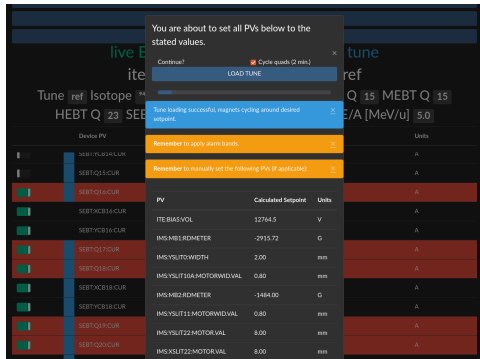 You are about to set all PVs below to the
stated values.
×
Continue?
Cycle quads (2 min.)
LOAD TUNE
live
tune
ite
ref
Tune ref Isotope
Q 15 MEBT Q 15
HEBT Q 23 SEE
E/A [MeV/u] 5.0
Tune loading successful, magnets cycling around desired
setpoint.
×
Remember to apply alarm bands.
×
Remember to manually set the following PVs (if applicable)
×
Device PV
Units
SEBT:YCB14:CUR A
SEBT:Q15:CUR A
SEBT:Q16:CUR A
SEBT:XCB16:CUR A
SEBT:YCB16:CUR A
SEBT:Q17:CUR A
SEBT:Q18:CUR A
SEBT:XCB18:CUR A
SEBT:YCB18:CUR A
SEBT:Q19:CUR A
SEBT:Q20:CUR A
PV Calculated Setpoint Units
ITE:BIAS:VOL 12764.5 V
IMS:MB1:RDMETER -2915.72 G
IMS:YSLIT0:WIDTH 2.00 mm
IMS:YSLIT10A:MOTORWID.VAL 0.80 mm
IMS:MB2:RDMETER -1484.00 G
IMS:YSLIT11:MOTORWID.VAL 0.80 mm
IMS:YSLIT22:MOTOR.VAL 8.00 mm
IMS:XSLIT22:MOTOR.VAL 8.00 mm